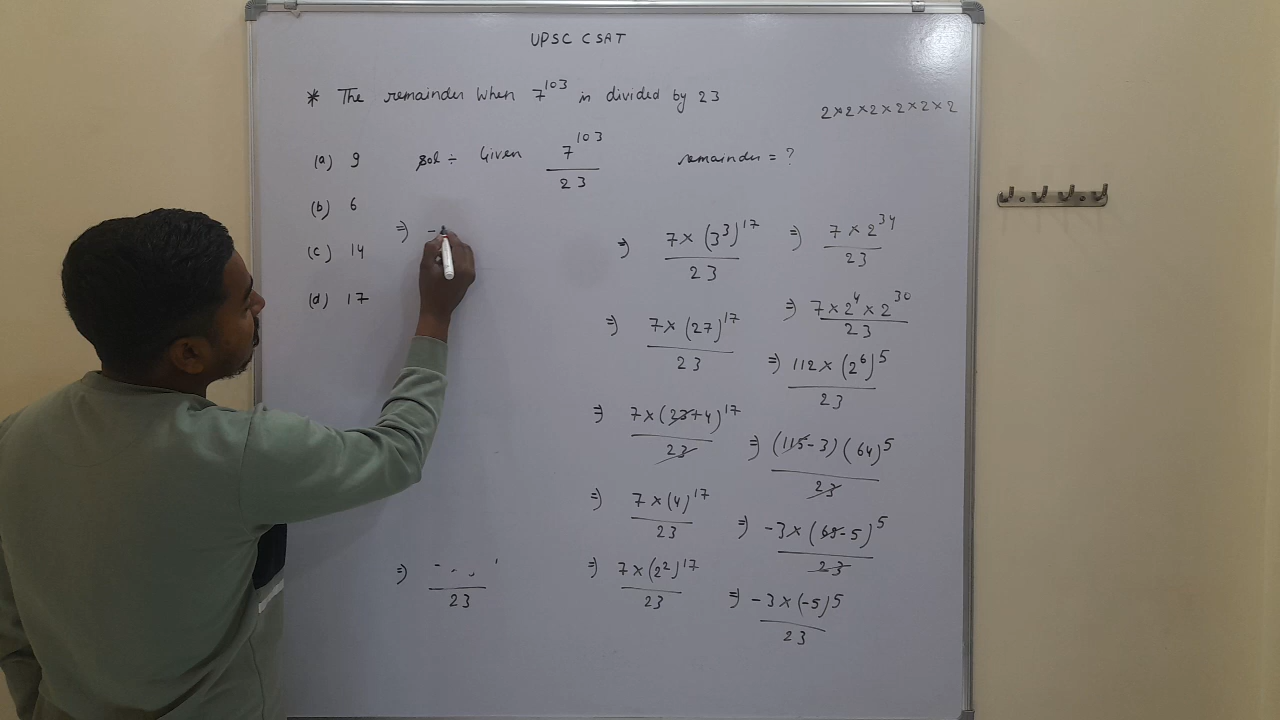 UPSC CSAT
* The remainder when 7^103 is divided by 23
2×2×2×2×2×2
(a) 9
(b) 6
(c) 14
(d) 17
sol ÷ Given 7^103 / 23 remainder = ?
⇒ -
⇒ 23
⇒ 7×(3^3)^17 / 23
⇒ 7×(27)^17 / 23
⇒ 7×(23+4)^17 / 23
⇒ 7×(4)^17 / 23
⇒ 7×(2^2)^17 / 23
⇒ 7×2^34 / 23
⇒ 7×2^4×2^30 / 23
⇒ 112×(2^6)^5 / 23
⇒ (115-3)(64)^5 / 23
⇒ -3×(69-5)^5 / 23
⇒ -3×(-5)^5 / 23